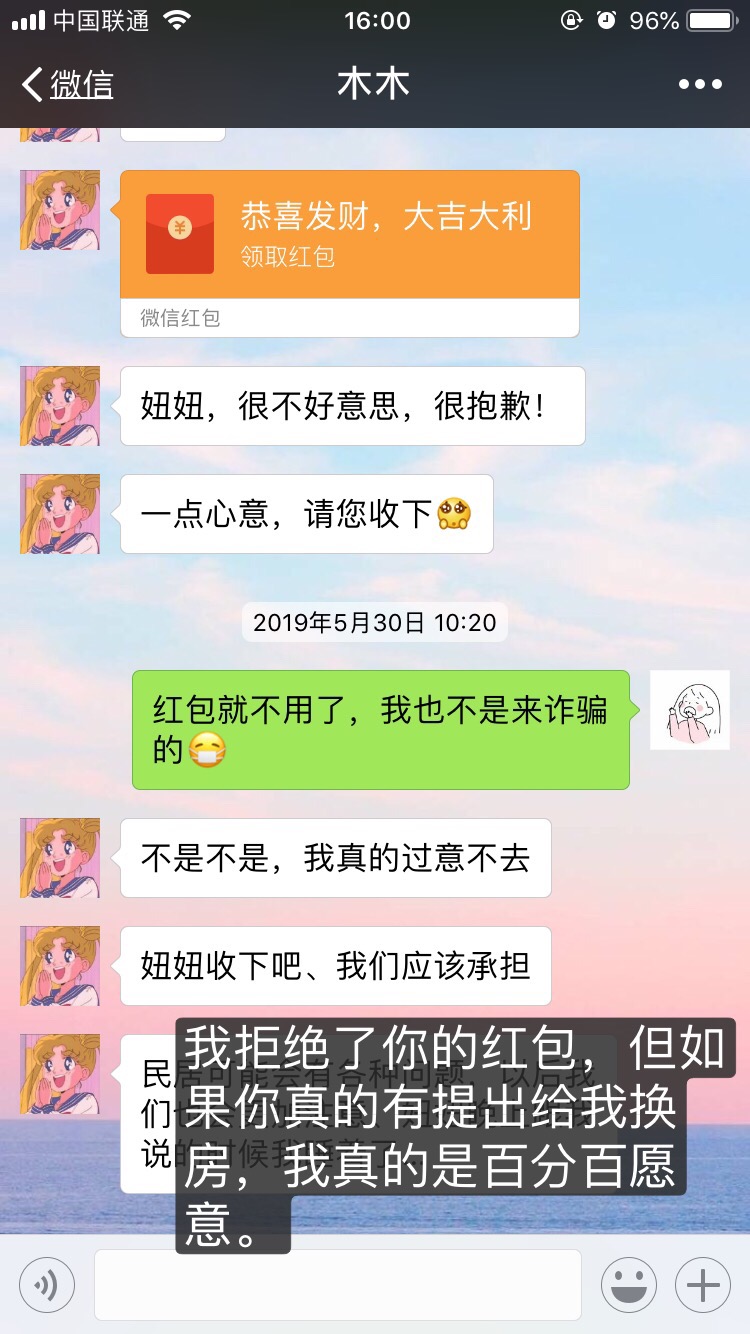 中国联通
16:00
96%
微信
木木
恭喜发财，大吉大利
领取红包
微信红包
妞妞，很不好意思，很抱歉！
一点心意，请您收下
2019年5月30日 10:20
红包就不用了，我也不是来诈骗
的
不是不是，我真的过意不去
妞妞收下吧、我们应该承担
民居可能会有各种问题，以后我
们
说的时候我睡着了
我拒绝了你的红包，但如
果你真的有提出给我换
房，我真的是百分百愿
意。